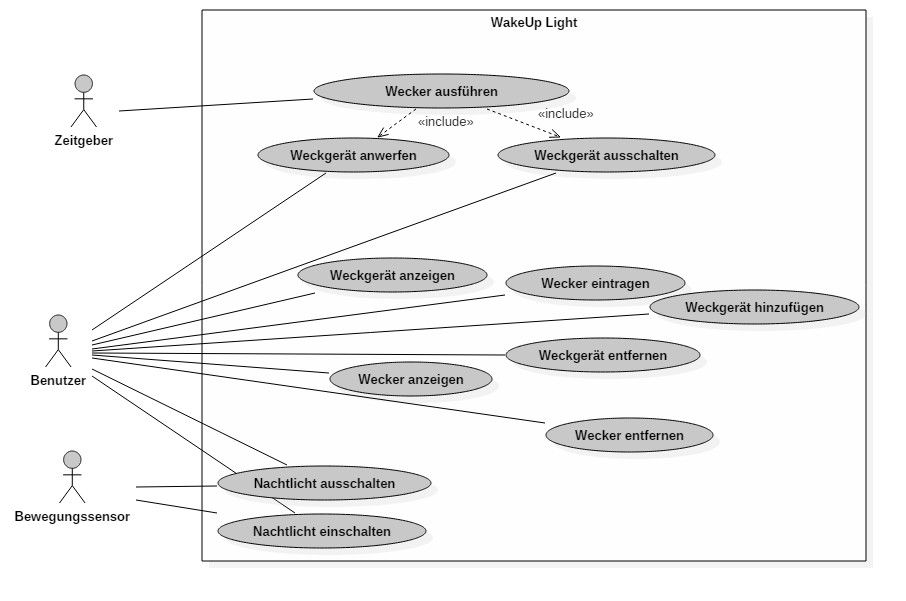 WakeUp Light
Wecker ausführen
«include»
«include»
Zeitgeber
Weckgerät anwerfen
Weckgerät ausschalten
Weckgerät anzeigen
Wecker eintragen
Weckgerät hinzufügen
Weckgerät entfernen
Benutzer
Wecker anzeigen
Wecker entfernen
Nachtlicht ausschalten
Bewegungssensor
Nachtlicht einschalten